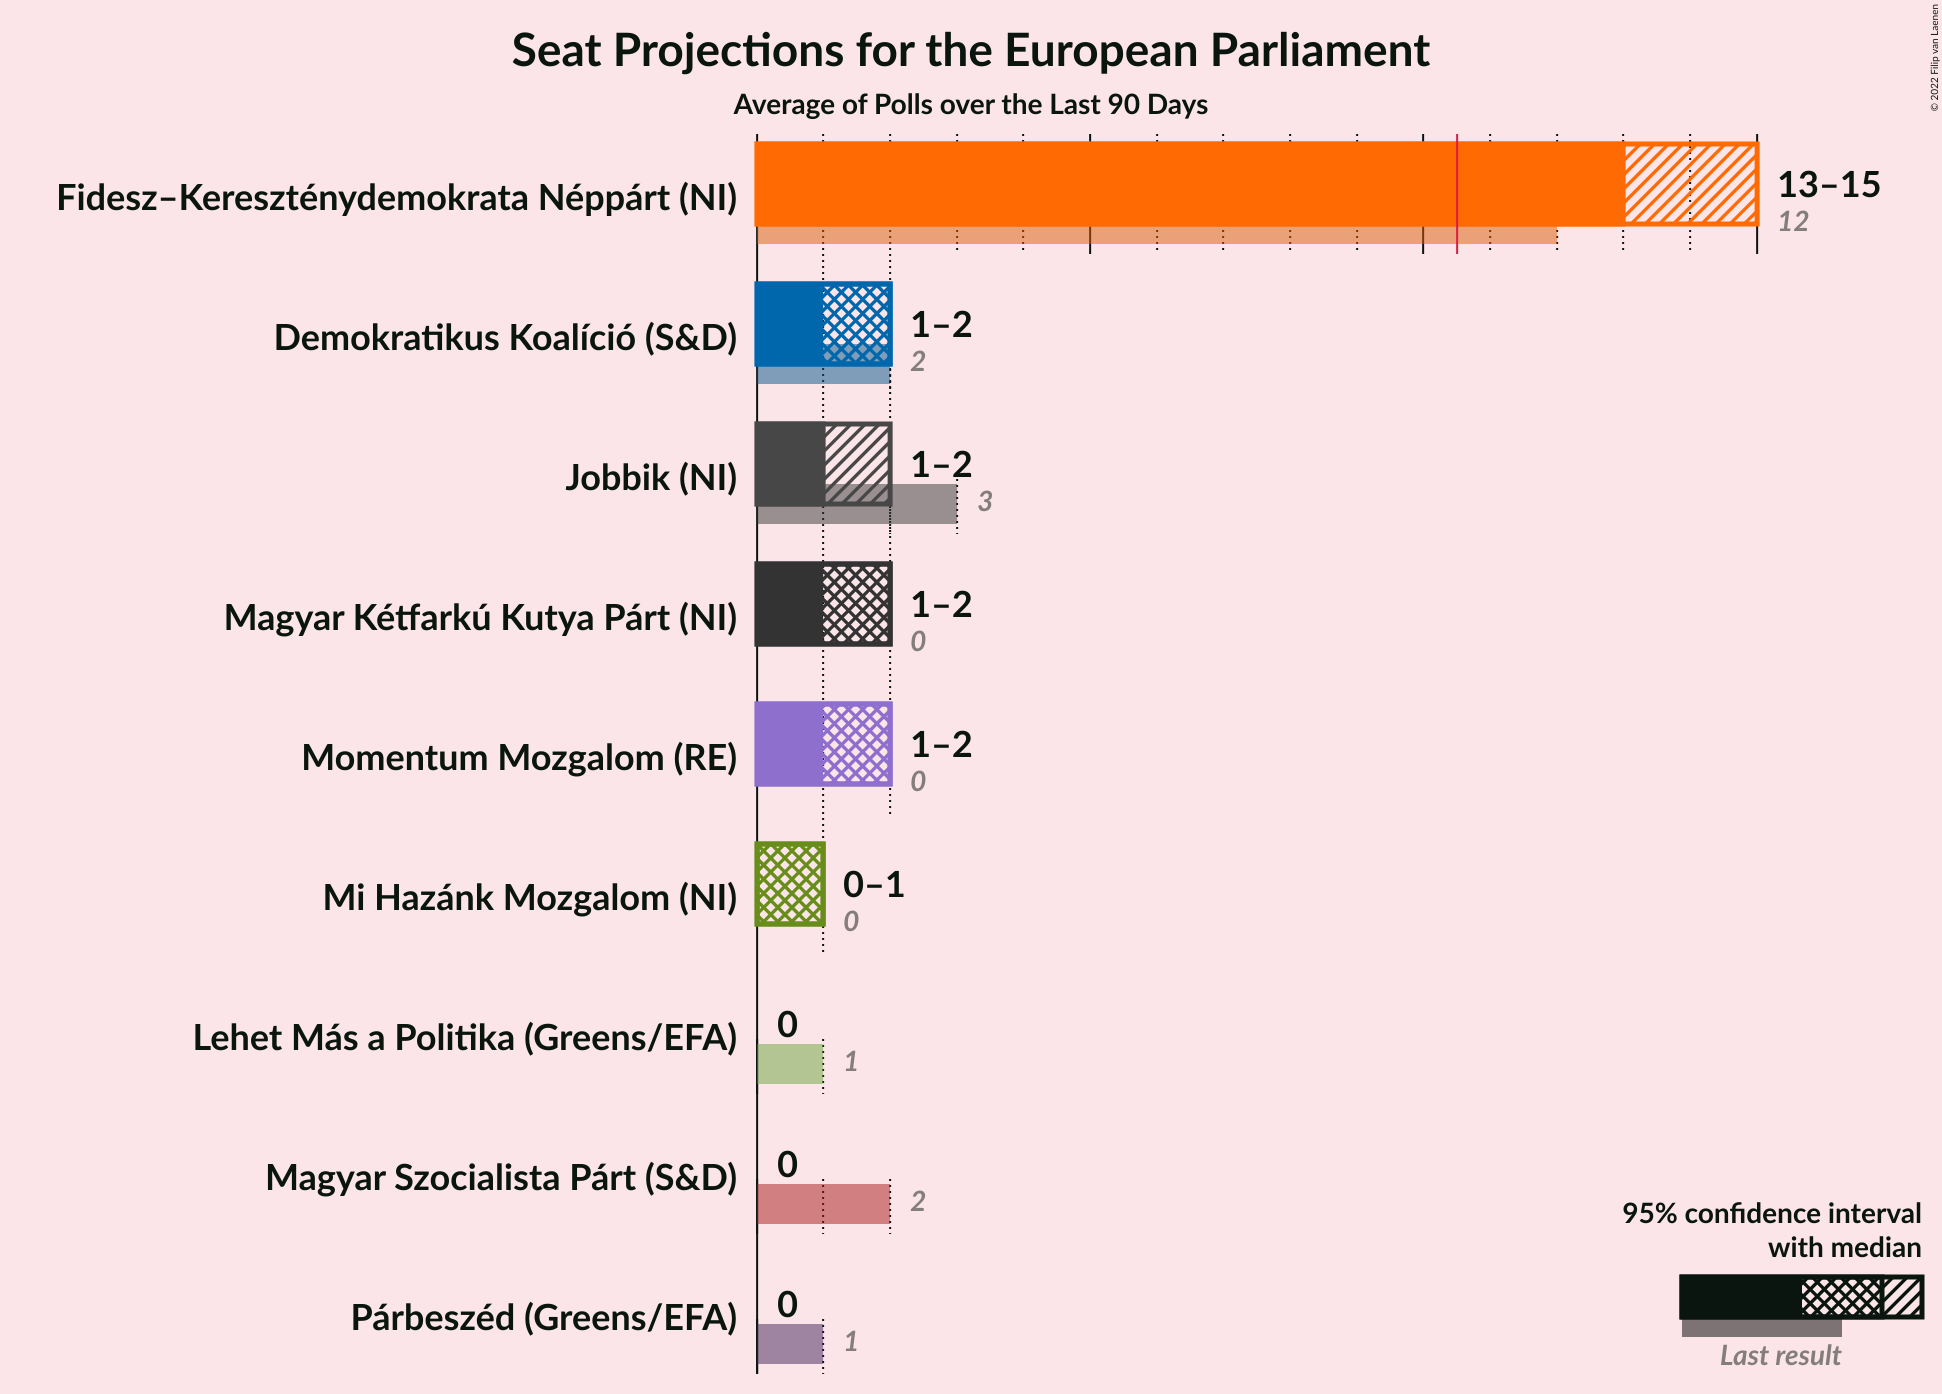 Seat Projections for the European Parliament
Average of Polls over the Last 90 Days
© 2022 Filip van Laenen
Fidesz–Kereszténydemokrata Néppárt (NI)
13–15
12
Demokratikus Koalíció (S&D)
1–2
2
Jobbik (NI)
1–2
3
Magyar Kétfarkú Kutya Párt (NI)
1–2
0
Momentum Mozgalom (RE)
1–2
0
Mi Hazánk Mozgalom (NI)
0–1
0
Lehet Más a Politika (Greens/EFA)
0
1
Magyar Szocialista Párt (S&D)
0
2
Párbeszéd (Greens/EFA)
0
1
95% confidence interval
with median
Last result